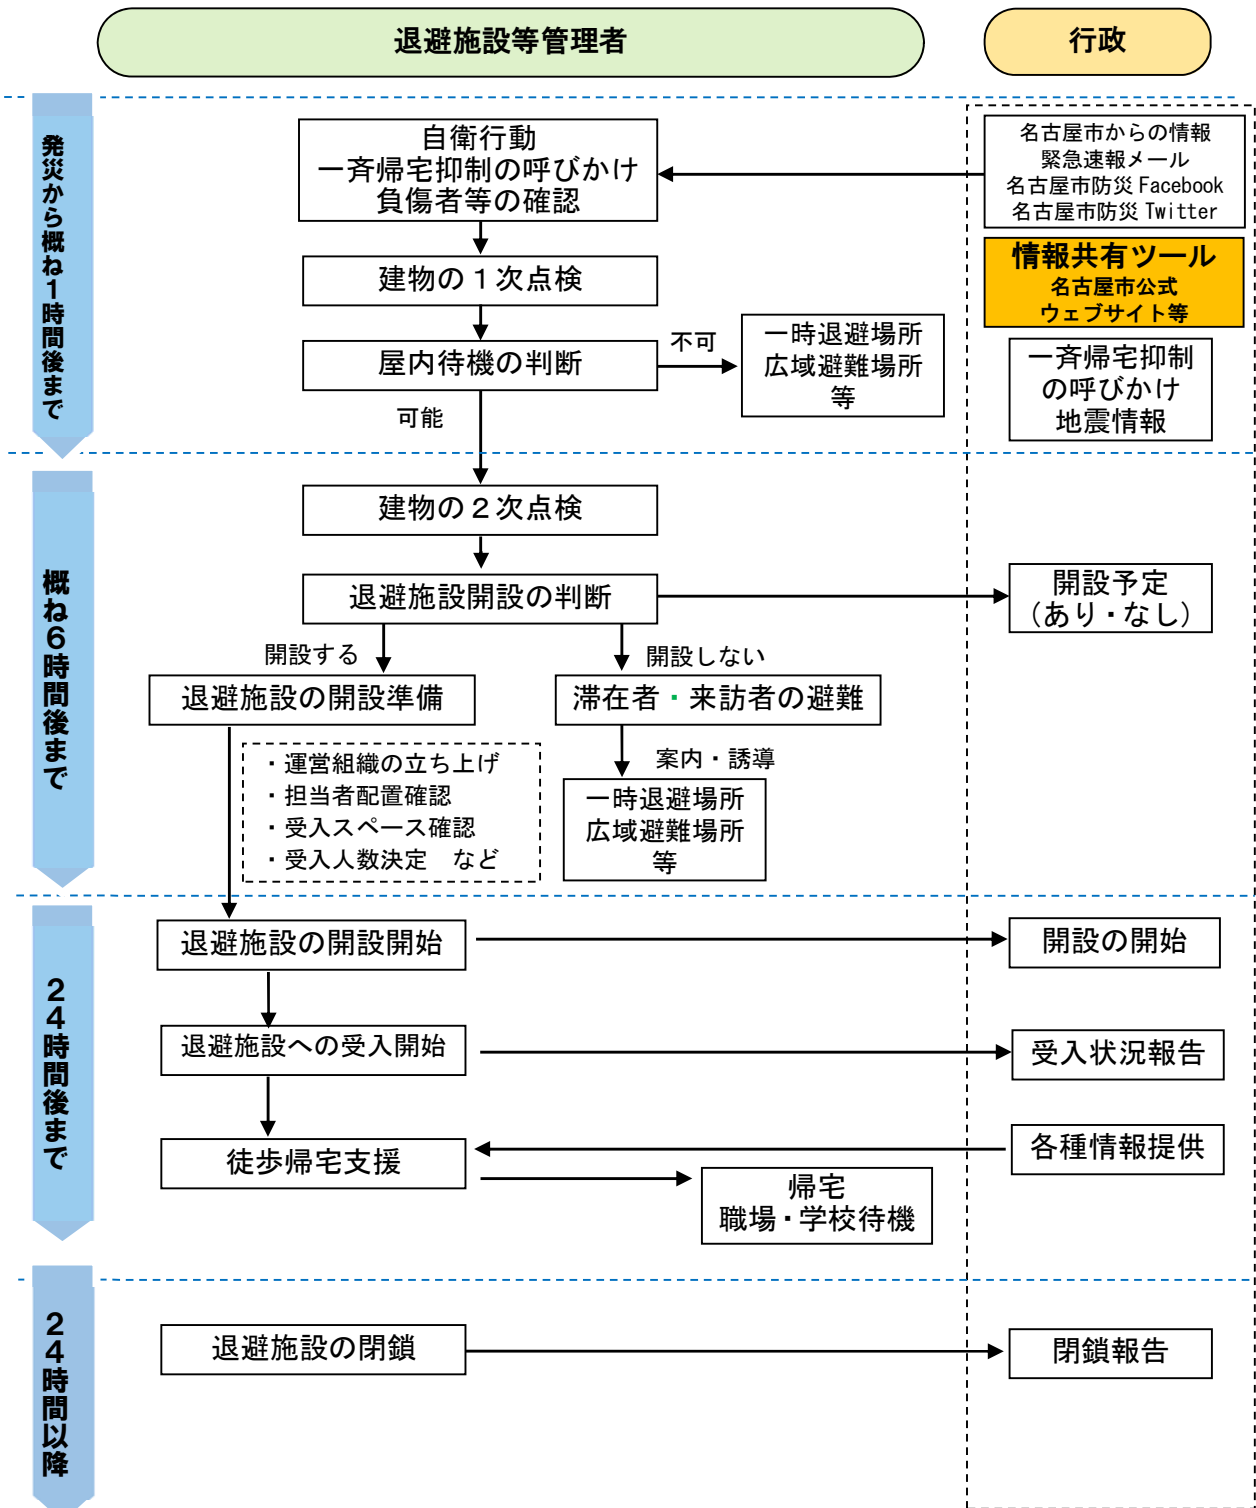 退避施設等管理者
行政
発災から概ね1時間後まで
自衛行動
一斉帰宅抑制の呼びかけ
負傷者等の確認
名古屋市からの情報
緊急速報メール
名古屋市防災 Facebook
名古屋市防災 Twitter
建物の1次点検
情報共有ツール
名古屋市公式
ウェブサイト等
屋内待機の判断
不可
一時退避場所
広域避難場所
等
一斉帰宅抑制
の呼びかけ
地震情報
可能
概ね6時間後まで
建物の2次点検
退避施設開設の判断
開設予定
(あり・なし)
開設する
開設しない
退避施設の開設準備
滞在者・来訪者の避難
・運営組織の立ち上げ
・担当者配置確認
・受入スペース確認
・受入人数決定　など
案内・誘導
一時退避場所
広域避難場所
等
24時間後まで
退避施設の開設開始
開設の開始
退避施設への受入開始
受入状況報告
徒歩帰宅支援
各種情報提供
帰宅
職場・学校待機
24時間以降
退避施設の閉鎖
閉鎖報告